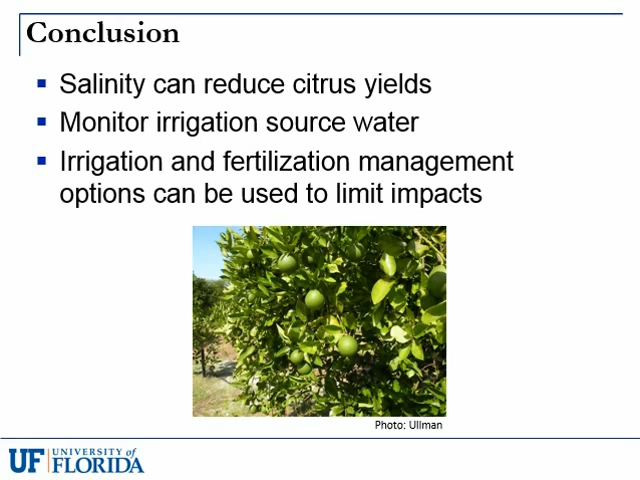 Conclusion
Salinity can reduce citrus yields
Monitor irrigation source water
Irrigation and fertilization management
options can be used to limit impacts
Photo: Ullman
UF UNIVERSITY of
FLORIDA